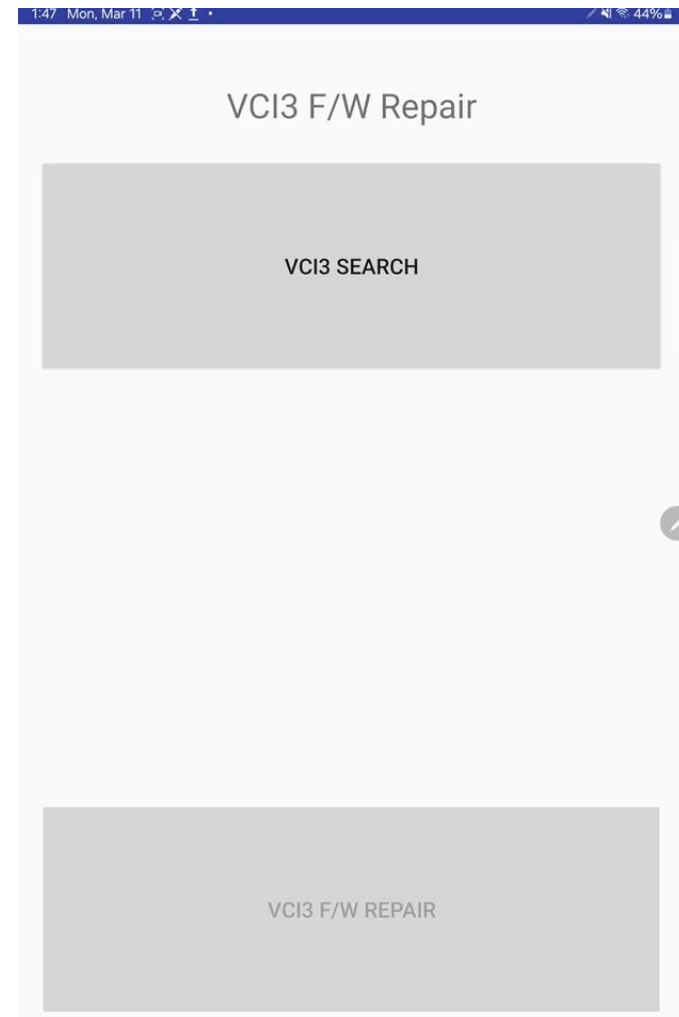 1:47 Mon, Mar 11 44%
VCI3 F/W Repair
VCI3 SEARCH
VCI3 F/W REPAIR